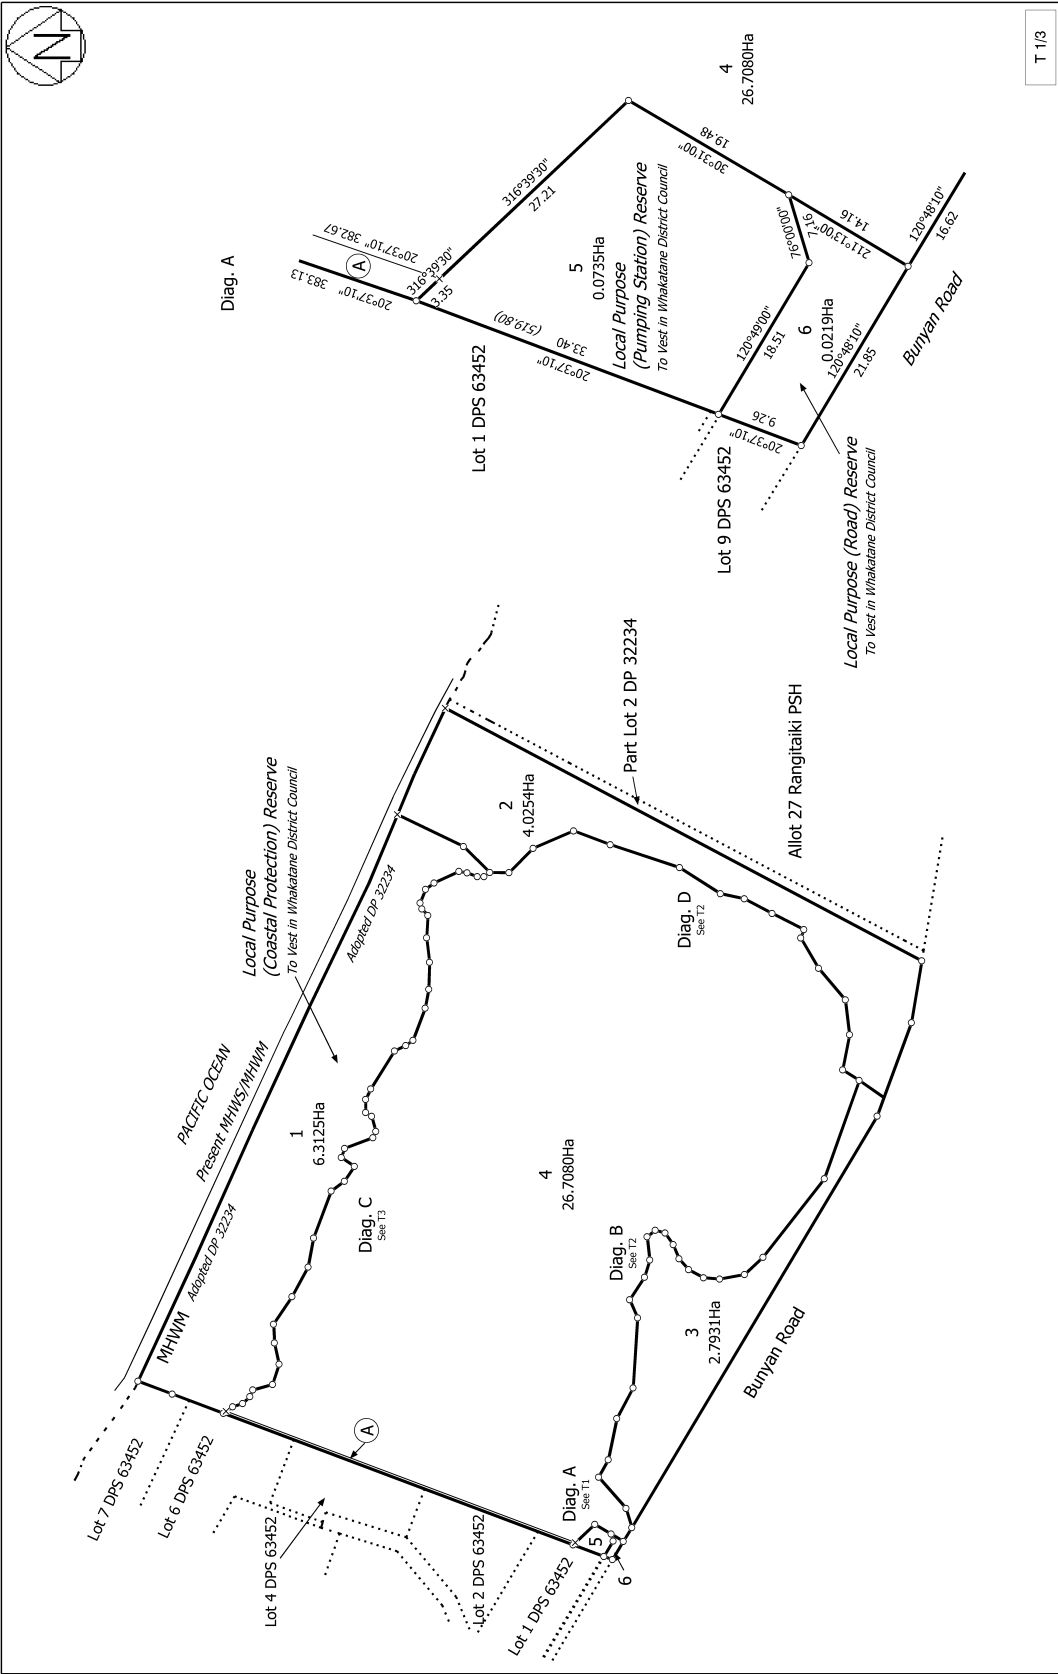 N
T 1/3
PACIFIC OCEAN
Present MHWS/MHWM
MHWM
Adopted DP 32234
Adopted DP 32234
Local Purpose
(Coastal Protection) Reserve
To Vest in Whakatane District Council
1
6.3125Ha
2
4.0254Ha
3
2.7931Ha
4
26.7080Ha
5
6
A
Diag. A
See T1
Diag. B
See T2
Diag. C
See T3
Diag. D
See T2
Lot 7 DPS 63452
Lot 6 DPS 63452
Lot 4 DPS 63452
Lot 2 DPS 63452
Lot 1 DPS 63452
Bunyan Road
Part Lot 2 DP 32234
Allot 27 Rangitaiki PSH
Diag. A
383.13
20°37'10"
20°37'10" 382.67
A
316°39'30"
3.35
316°39'30"
27.21
Lot 1 DPS 63452
(519.80)
33.40
20°37'10"
5
0.0735Ha
Local Purpose
(Pumping Station) Reserve
To Vest in Whakatane District Council
4
26.7080Ha
19.48
30°31'00"
76°00'00"
7.16
14.16
211°13'00"
120°49'00"
18.51
6
0.0219Ha
120°48'10"
21.85
120°48'10"
16.62
9.26
20°37'10"
Lot 9 DPS 63452
Bunyan Road
Local Purpose (Road) Reserve
To Vest in Whakatane District Council